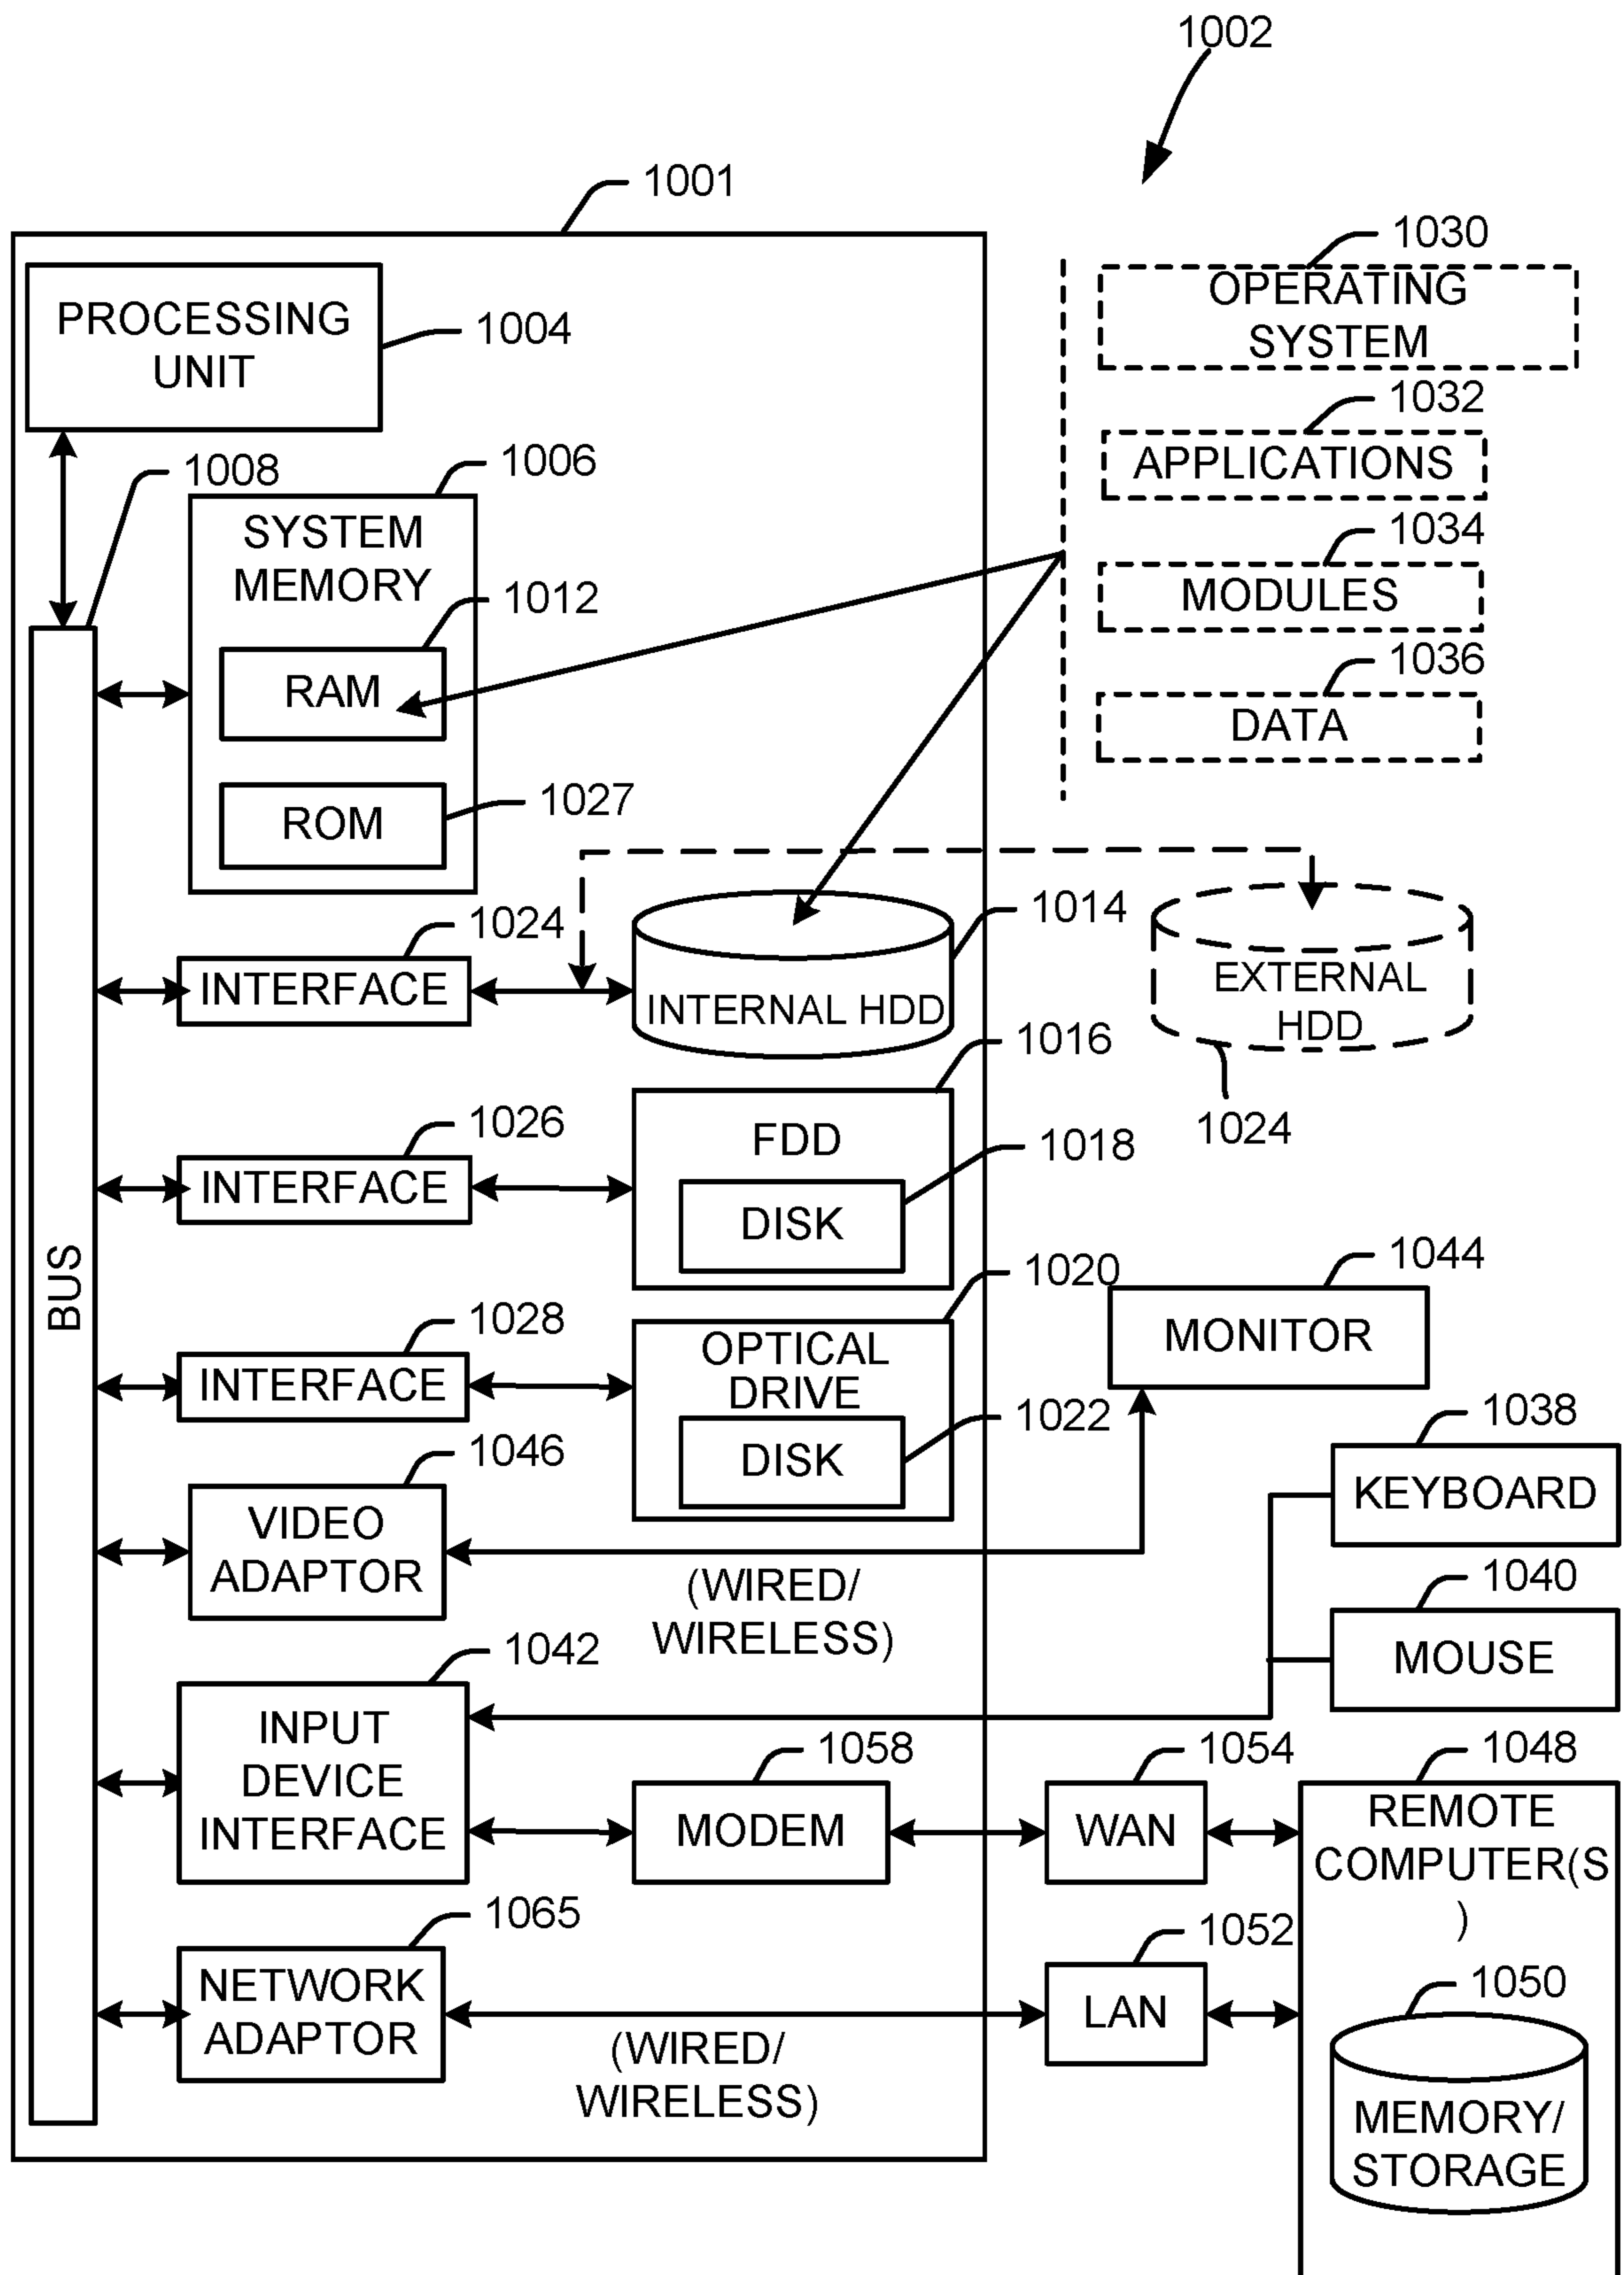 1002
1001
1030
OPERATING
SYSTEM
PROCESSING
UNIT
1004
1032
APPLICATIONS
1008
1006
SYSTEM
MEMORY
1034
MODULES
1012
RAM
1036
DATA
1027
ROM
1024
INTERFACE
1014
INTERNAL HDD
EXTERNAL
HDD
1024
1016
FDD
1026
INTERFACE
1018
DISK
BUS
1020
OPTICAL
DRIVE
1044
MONITOR
1028
INTERFACE
1022
DISK
1038
KEYBOARD
1046
VIDEO
ADAPTOR
(WIRED/
WIRELESS)
1040
MOUSE
1042
INPUT
DEVICE
INTERFACE
1058
MODEM
1054
WAN
1048
REMOTE
COMPUTER(S
)
1065
NETWORK
ADAPTOR
(WIRED/
WIRELESS)
1052
LAN
1050
MEMORY/
STORAGE